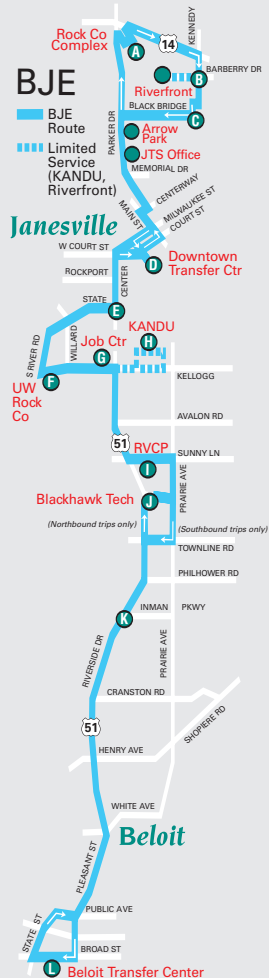 Rock Co
Complex
KENNEDY
14
A
BARBERRY DR
B
Riverfront
BJE
BLACK BRIDGE
C
BJE
Route
PARKER DR
Arrow
Park
JTS Office
Limited
Service
(KANDU,
Riverfront)
MEMORIAL DR
CENTERWAY
MAIN ST
MILWAUKEE ST
COURT ST
Janesville
W COURT ST
D
Downtown
Transfer Ctr
ROCKPORT
CENTER
STATE
E
S RIVER RD
WILLARD
Job Ctr
KANDU
G
H
F
KELLOGG
UW
Rock
Co
AVALON RD
51
RVCP
SUNNY LN
I
PRAIRIE AVE
Blackhawk Tech
J
(Northbound trips only)
(Southbound trips only)
TOWNLINE RD
PHILHOWER RD
K
INMAN PKWY
RIVERSIDE DR
PRAIRIE AVE
CRANSTON RD
SHOPIERE RD
51
HENRY AVE
WHITE AVE
Beloit
PLEASANT ST
PUBLIC AVE
STATE ST
BROAD ST
L
Beloit Transfer Center